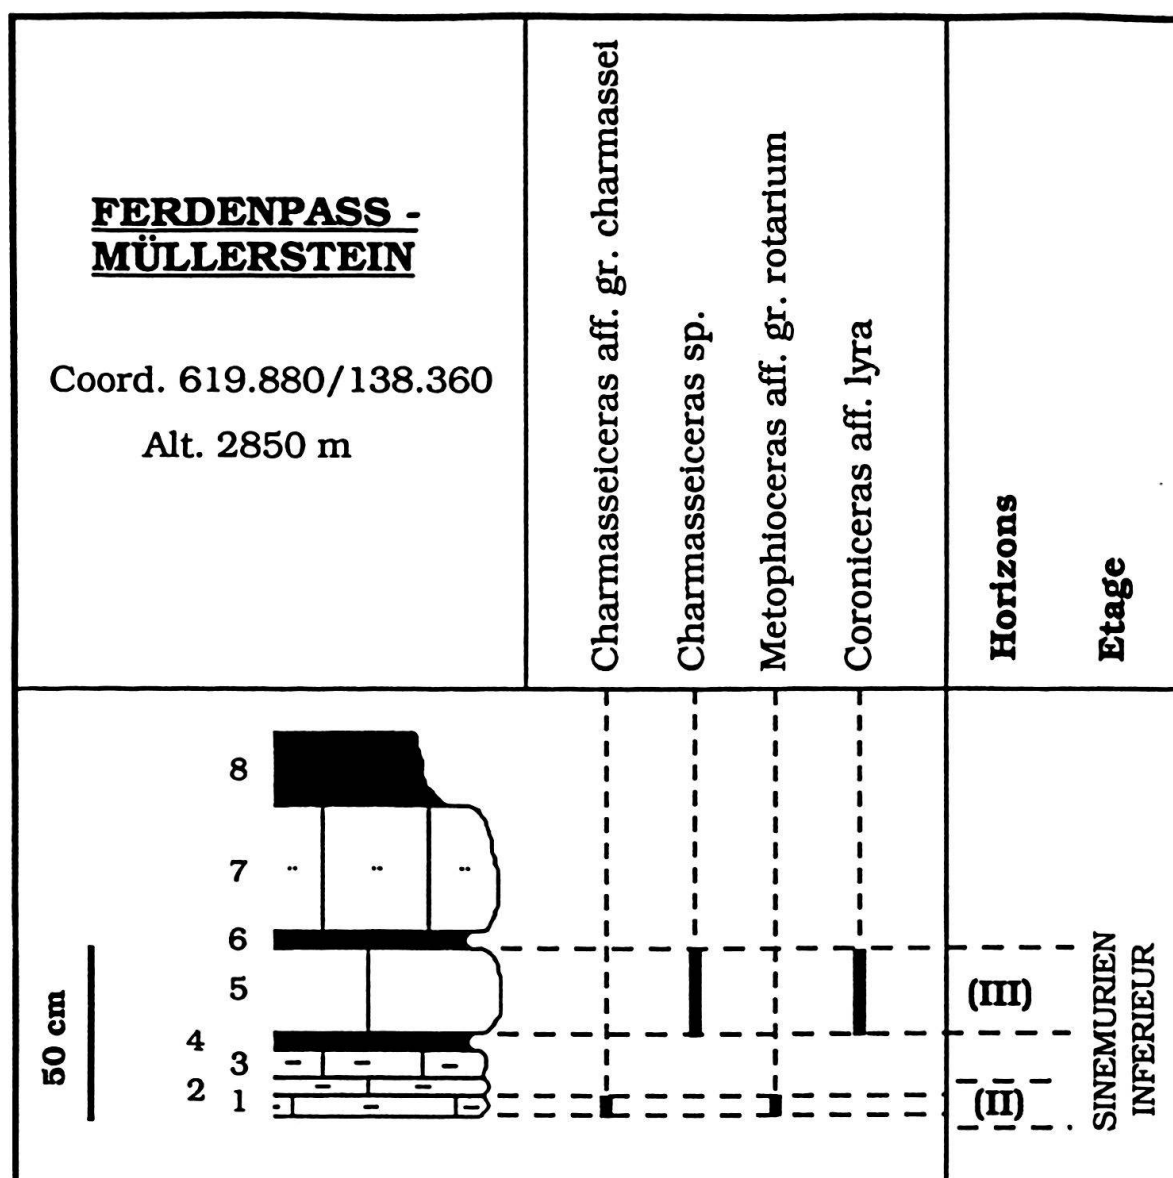 FERDENPASS -
MÜLLERSTEIN
Coord. 619.880/138.360
Alt. 2850 m
Charmasseiceras aff. gr. charmassei
Charmasseiceras sp.
Metophioceras aff. gr. rotarium
Coroniceras aff. lyra
Horizons
Etage
8
7
6
5
4
3
2
1
50 cm
(III)
(II)
SINEMURIEN
INFERIEUR